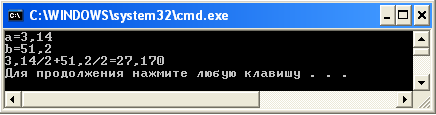 C:\WINDOWS\system32\cmd.exe
a=3,14
b=51,2
3,14/2+51,2/2=27,170
Для продолжения нажмите любую клавишу . . .